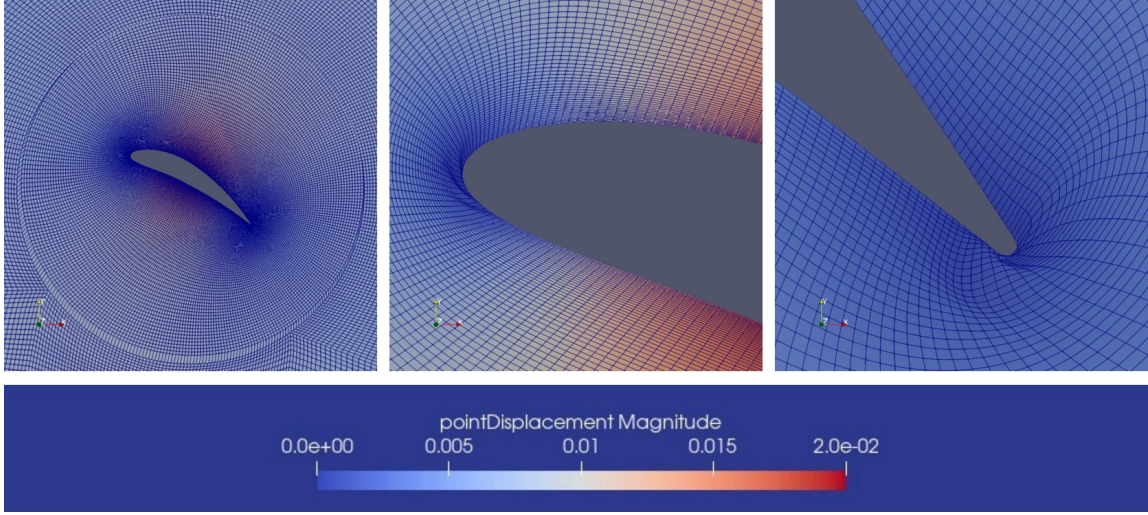 Y
Z X
Y
Z X
Y
Z X
pointDisplacement Magnitude
0.0e+00 0.005 0.01 0.015 2.0e-02